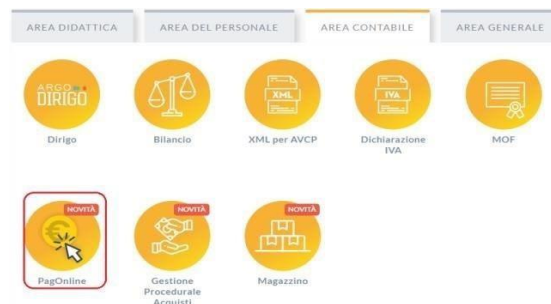 AREA DIDATTICA
AREA DEL PERSONALE
AREA CONTABILE
AREA GENERALE
ARGO
DIRIGO
XML
IVA
Dirigo
Bilancio
XML per AVCP
Dichiarazione
IVA
MOF
NOVITÀ
NOVITÀ
NOVITÀ
PagOnline
Gestione
Procedurale
Acquisti
Magazzino